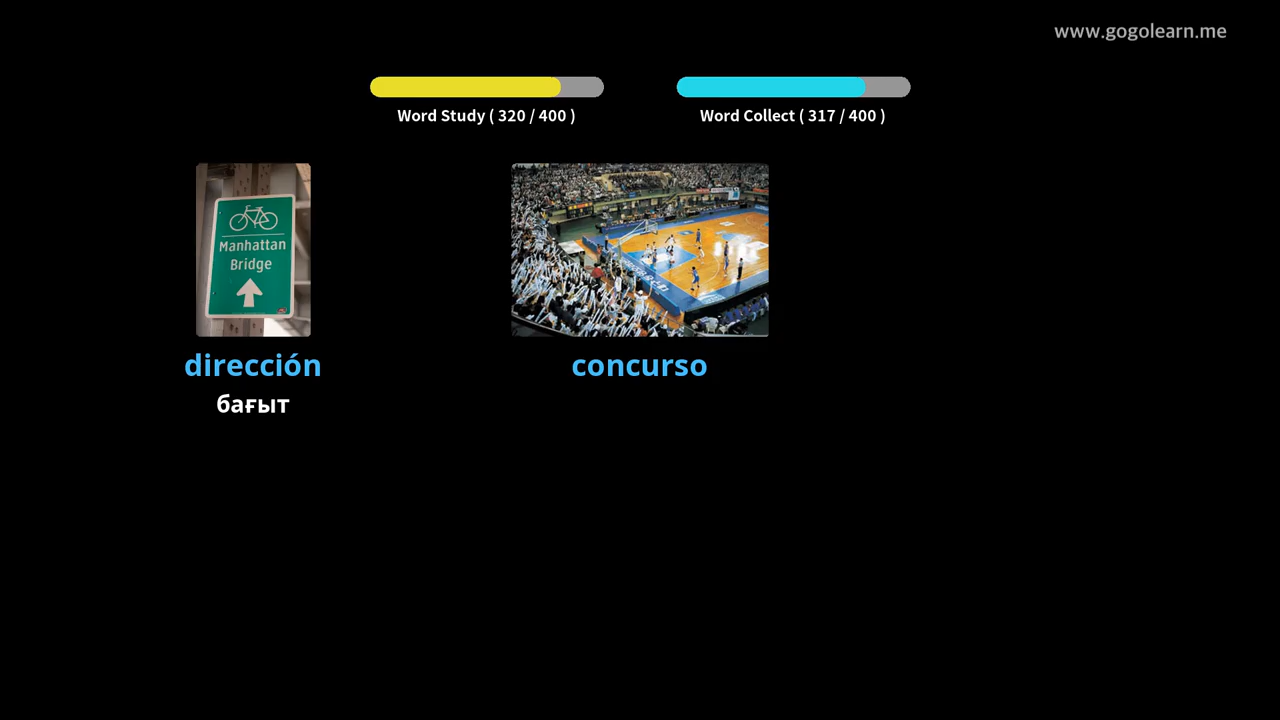 www.gogolearn.me
Word Study ( 320 / 400 )
Word Collect ( 317 / 400 )
Manhattan
Bridge
dirección
concurso
бағыт